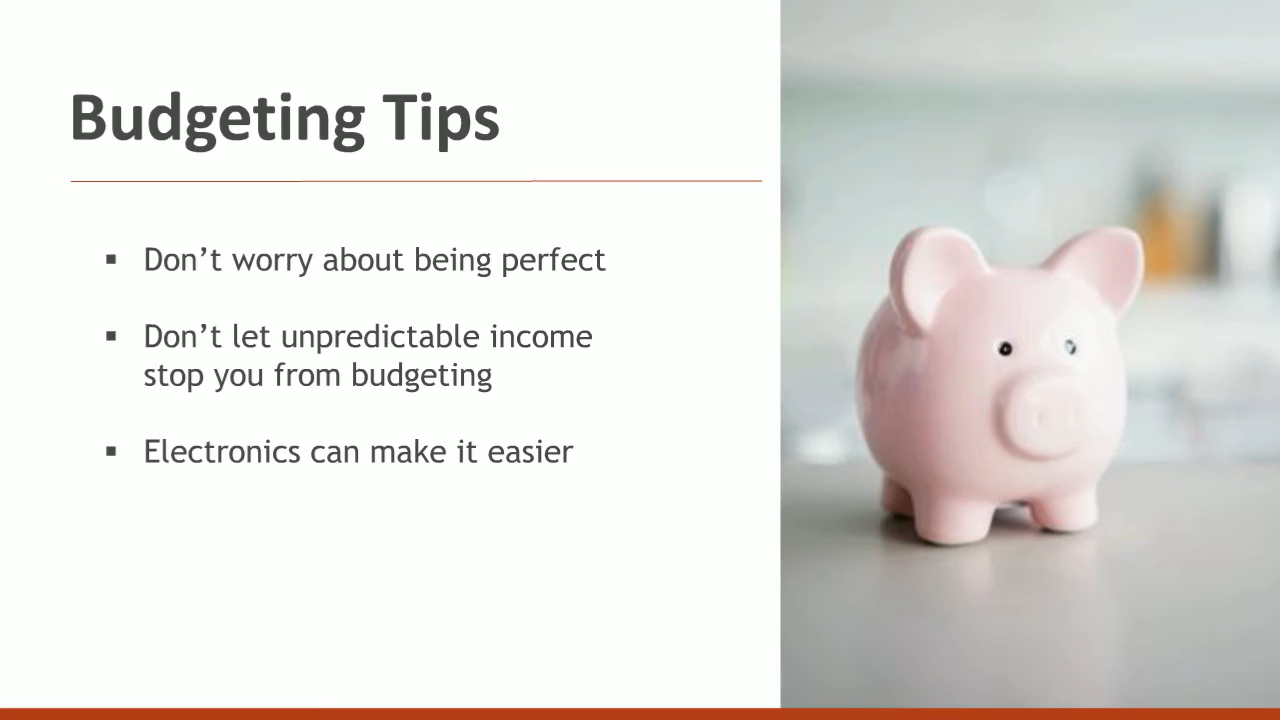 Budgeting Tips
▪ Don’t worry about being perfect
▪ Don’t let unpredictable income
stop you from budgeting
▪ Electronics can make it easier